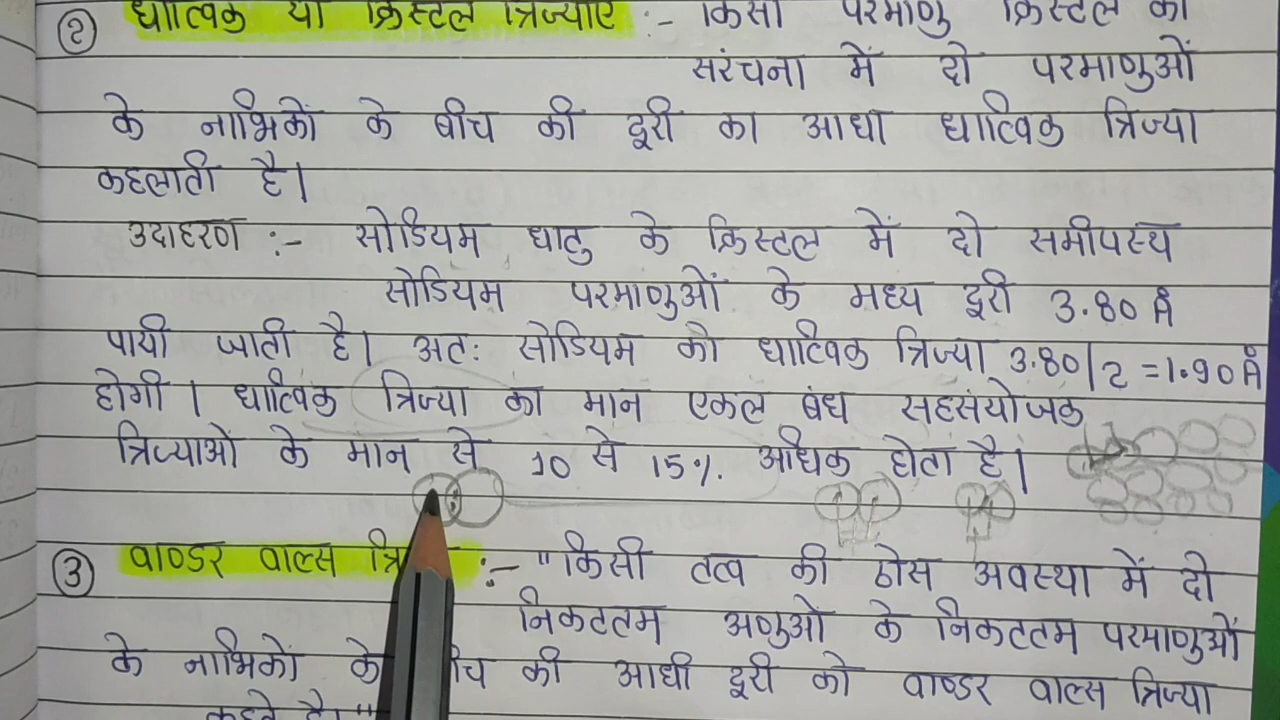 ② धात्विक या क्रिस्टल त्रिज्याएं :- किसी परमाणु क्रिस्टल की
संरचना में दो परमाणुओं
के नाभिकों के बीच की दूरी का आधा धात्विक त्रिज्या
कहलाती है।
उदाहरण :- सोडियम धातु के क्रिस्टल में दो समीपस्थ
सोडियम परमाणुओं के मध्य दूरी 3.80 Å
पायी जाती है। अतः सोडियम की धात्विक त्रिज्या 3.80/2 = 1.90 Å
होगी। धात्विक त्रिज्या का मान एकल बंध सहसंयोजक
त्रिज्याओं के मान से 10 से 15% अधिक होता है।
③ वाण्डर वाल्स :- "किसी तत्व की ठोस अवस्था में दो
निकटतम अणुओं के निकटतम परमाणुओं
के नाभिकों के की आधी दूरी को वाण्डर वाल्स त्रिज्या
कहते है।"